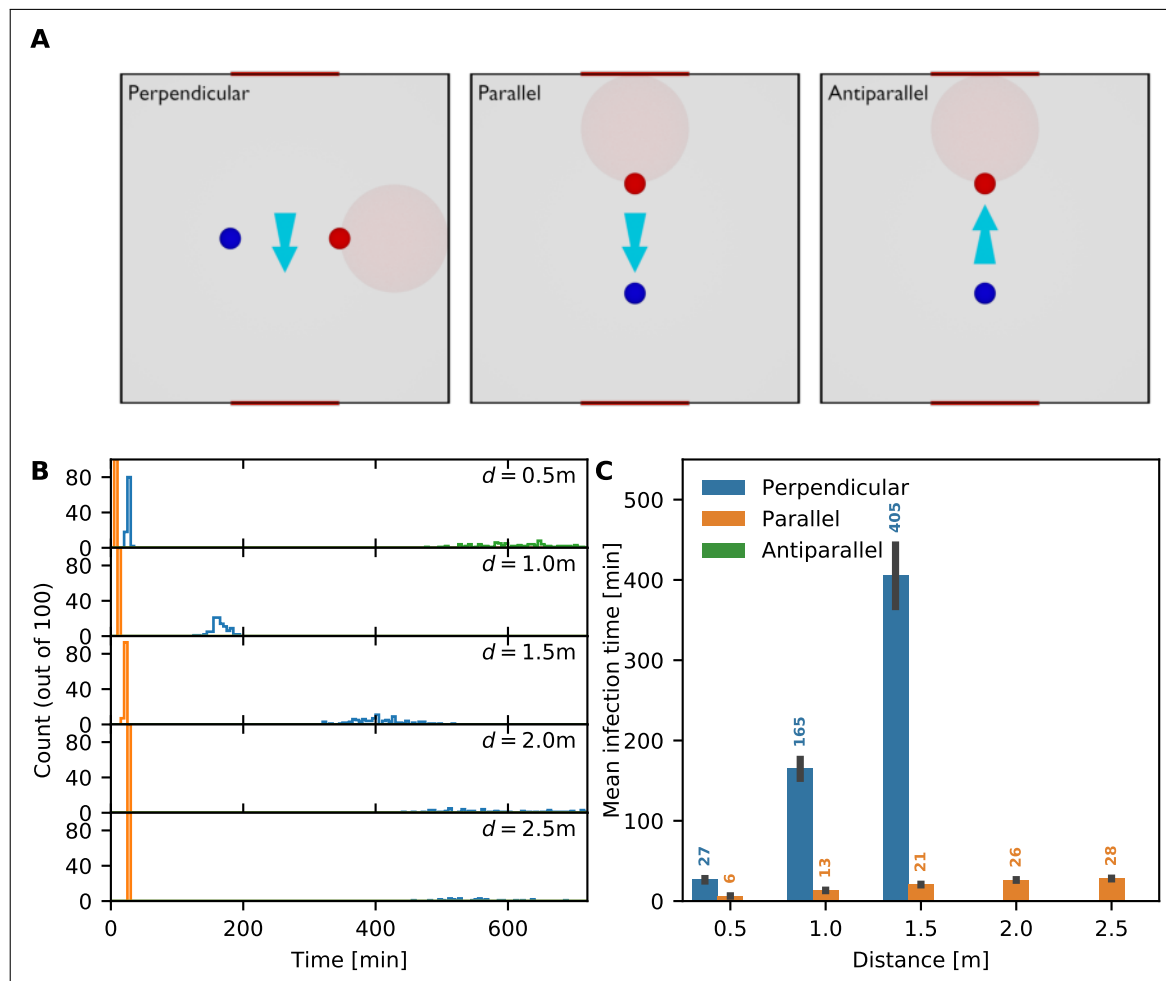 A
Perpendicular
Parallel
Antiparallel
B
80
40
0
d = 0.5m
80
40
0
d = 1.0m
80
40
0
d = 1.5m
80
40
0
d = 2.0m
80
40
0
d = 2.5m
Count (out of 100)
0 200 400 600
Time [min]
C
Perpendicular
Parallel
Antiparallel
500
400
300
200
100
0
Mean infection time [min]
27
6
165
13
405
21
26
28
0.5 1.0 1.5 2.0 2.5
Distance [m]